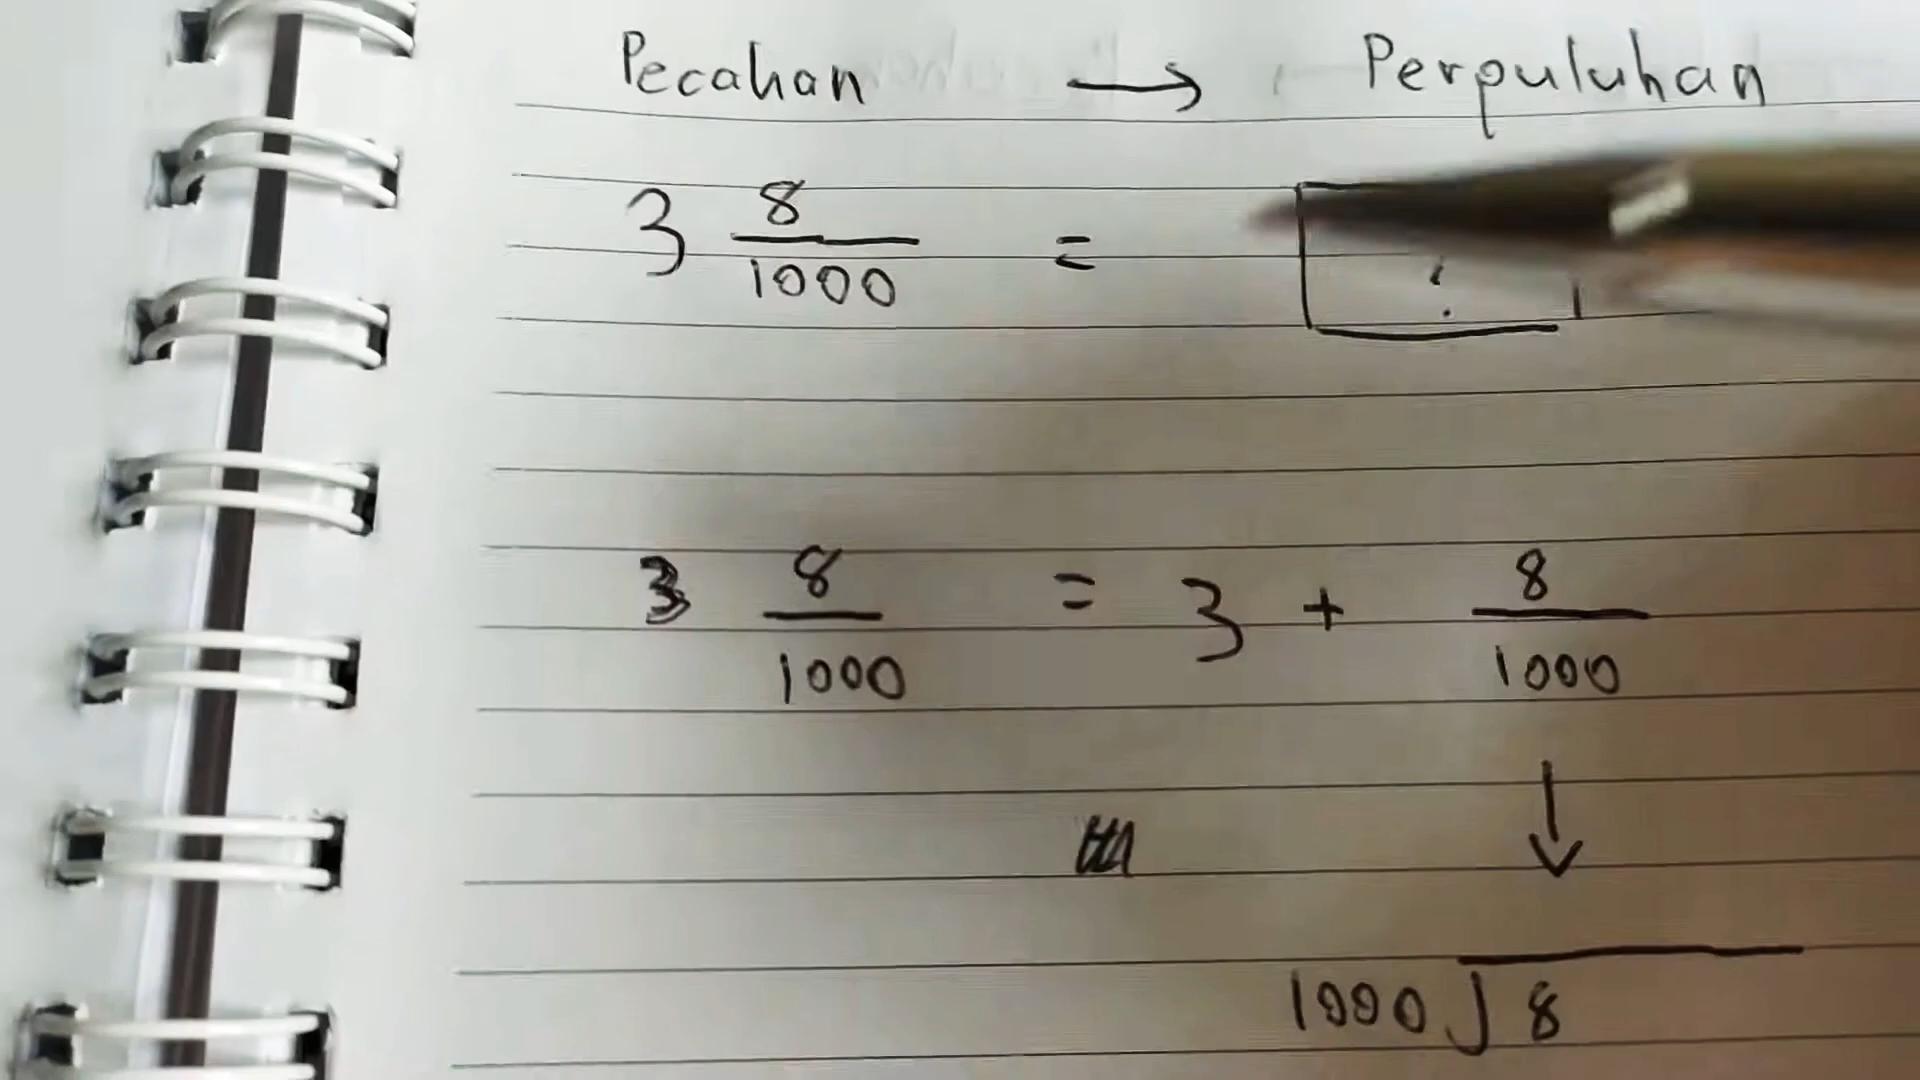 Pecahan → Perpuluhan
3 8/1000 = ?
3 8/1000 = 3 + 8/1000
↓
1000 ) 8